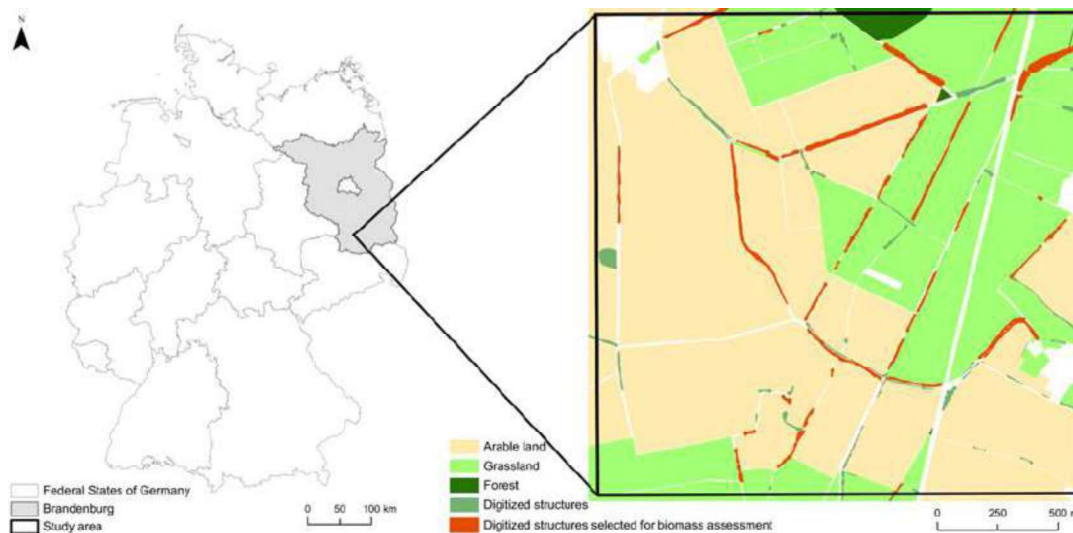 N
Federal States of Germany
Brandenburg
Study area
0 50 100 km
Arable land
Grassland
Forest
Digitized structures
Digitized structures selected for biomass assessment
0 250 500